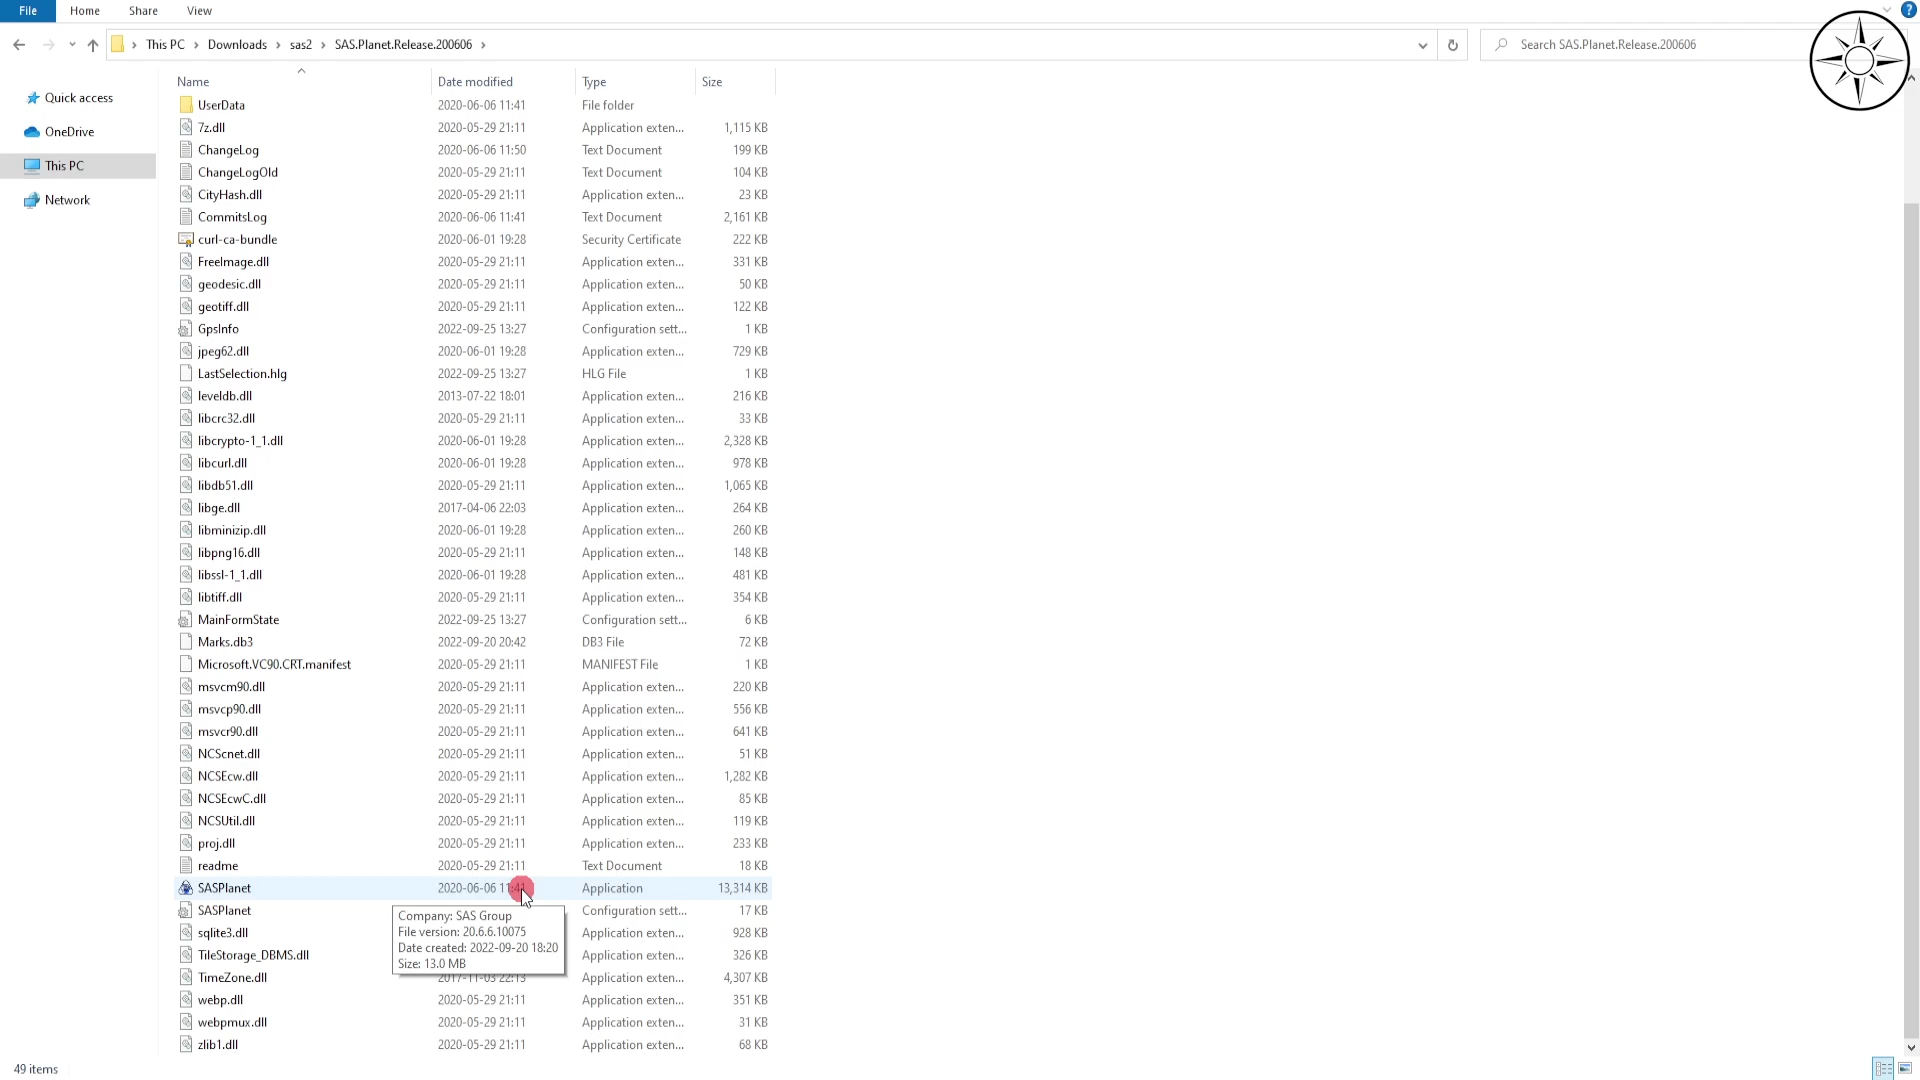 File Home Share View
This PC Downloads sas2 SAS.Planet.Release.200606
Search SAS.Planet.Release.200606
Quick access
OneDrive
This PC
Network
Name Date modified Type Size
UserData 2020-06-06 11:41 File folder
7z.dll 2020-05-29 21:11 Application exten... 1,115 KB
ChangeLog 2020-06-06 11:50 Text Document 199 KB
ChangeLogOld 2020-05-29 21:11 Text Document 104 KB
CityHash.dll 2020-05-29 21:11 Application exten... 23 KB
CommitsLog 2020-06-06 11:41 Text Document 2,161 KB
curl-ca-bundle 2020-06-01 19:28 Security Certificate 222 KB
FreeImage.dll 2020-05-29 21:11 Application exten... 331 KB
geodesic.dll 2020-05-29 21:11 Application exten... 50 KB
geotiff.dll 2020-05-29 21:11 Application exten... 122 KB
GpsInfo 2022-09-25 13:27 Configuration sett... 1 KB
jpeg62.dll 2020-06-01 19:28 Application exten... 729 KB
LastSelection.hlg 2022-09-25 13:27 HLG File 1 KB
leveldb.dll 2013-07-22 18:01 Application exten... 216 KB
libcrc32.dll 2020-05-29 21:11 Application exten... 33 KB
libcrypto-1_1.dll 2020-06-01 19:28 Application exten... 2,328 KB
libcurl.dll 2020-06-01 19:28 Application exten... 978 KB
libdb51.dll 2020-05-29 21:11 Application exten... 1,065 KB
libge.dll 2017-04-06 22:03 Application exten... 264 KB
libminizip.dll 2020-06-01 19:28 Application exten... 260 KB
libpng16.dll 2020-05-29 21:11 Application exten... 148 KB
libssl-1_1.dll 2020-06-01 19:28 Application exten... 481 KB
libtiff.dll 2020-05-29 21:11 Application exten... 354 KB
MainFormState 2022-09-25 13:27 Configuration sett... 6 KB
Marks.db3 2022-09-20 20:42 DB3 File 72 KB
Microsoft.VC90.CRT.manifest 2020-05-29 21:11 MANIFEST File 1 KB
msvcm90.dll 2020-05-29 21:11 Application exten... 220 KB
msvcp90.dll 2020-05-29 21:11 Application exten... 556 KB
msvcr90.dll 2020-05-29 21:11 Application exten... 641 KB
NCScnet.dll 2020-05-29 21:11 Application exten... 51 KB
NCSEcw.dll 2020-05-29 21:11 Application exten... 1,282 KB
NCSEcwC.dll 2020-05-29 21:11 Application exten... 85 KB
NCSUtil.dll 2020-05-29 21:11 Application exten... 119 KB
proj.dll 2020-05-29 21:11 Application exten... 233 KB
readme 2020-05-29 21:11 Text Document 18 KB
SASPlanet 2020-06-06 11:41 Application 13,314 KB
SASPlanet Configuration sett... 17 KB
sqlite3.dll Application exten... 928 KB
TileStorage_DBMS.dll Application exten... 326 KB
TimeZone.dll 2017-11-03 22:13 Application exten... 4,307 KB
webp.dll 2020-05-29 21:11 Application exten... 351 KB
webpmux.dll 2020-05-29 21:11 Application exten... 31 KB
zlib1.dll 2020-05-29 21:11 Application exten... 68 KB
Company: SAS Group
File version: 20.6.6.10075
Date created: 2022-09-20 18:20
Size: 13.0 MB
49 items